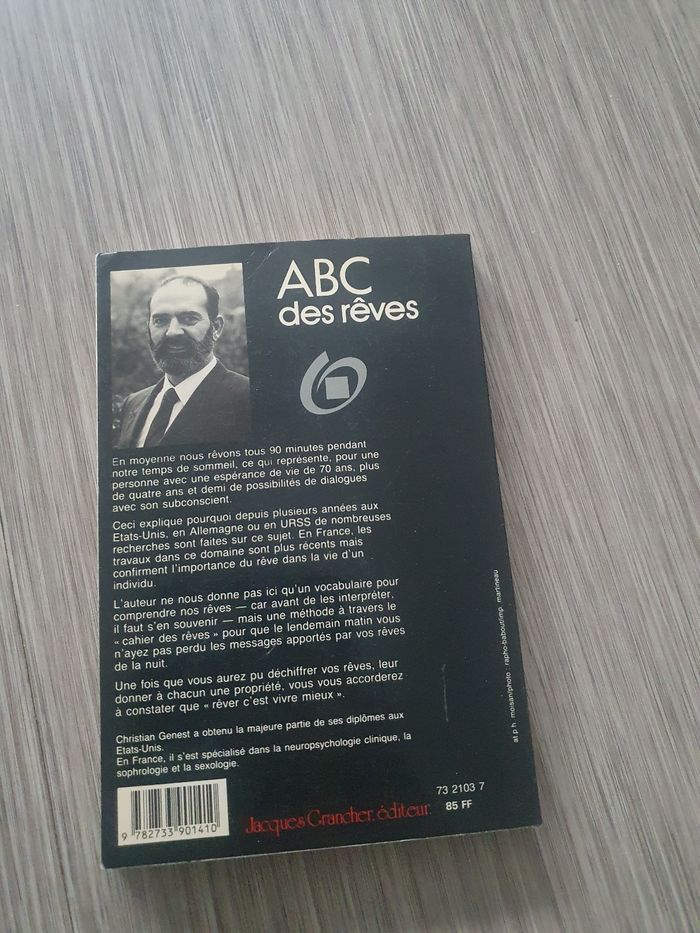 ABC
des rêves
En moyenne nous rêvons tous 90 minutes pendant
notre temps de sommeil, ce qui représente, pour une
personne avec une espérance de vie de 70 ans, plus
de quatre ans et demi de possibilités de dialogues
avec son subconscient.
Ceci explique pourquoi depuis plusieurs années aux
Etats-Unis, en Allemagne ou en URSS de nombreuses
recherches sont faites sur ce sujet. En France, les
travaux dans ce domaine sont plus récents mais
confirment l'importance du rêve dans la vie d'un
individu.
L'auteur ne nous donne pas ici qu'un vocabulaire pour
comprendre nos rêves — car avant de les interpréter,
il faut s'en souvenir — mais une méthode à travers le
« cahier des rêves » pour que le lendemain matin vous
n'ayez pas perdu les messages apportés par vos rêves
de la nuit.
Une fois que vous aurez pu déchiffrer vos rêves, leur
donner à chacun une propriété, vous vous accorderez
à constater que « rêver c'est vivre mieux ».
Christian Genest a obtenu la majeure partie de ses diplômes aux
Etats-Unis.
En France, il s'est spécialisé dans la neuropsychologie clinique, la
sophrologie et la sexologie.
9 782733 901410
Jacques Grancher, éditeur.
73 2103 7
85 FF
at.p.h. moisan/photo : rapho-babout/imp. martineau